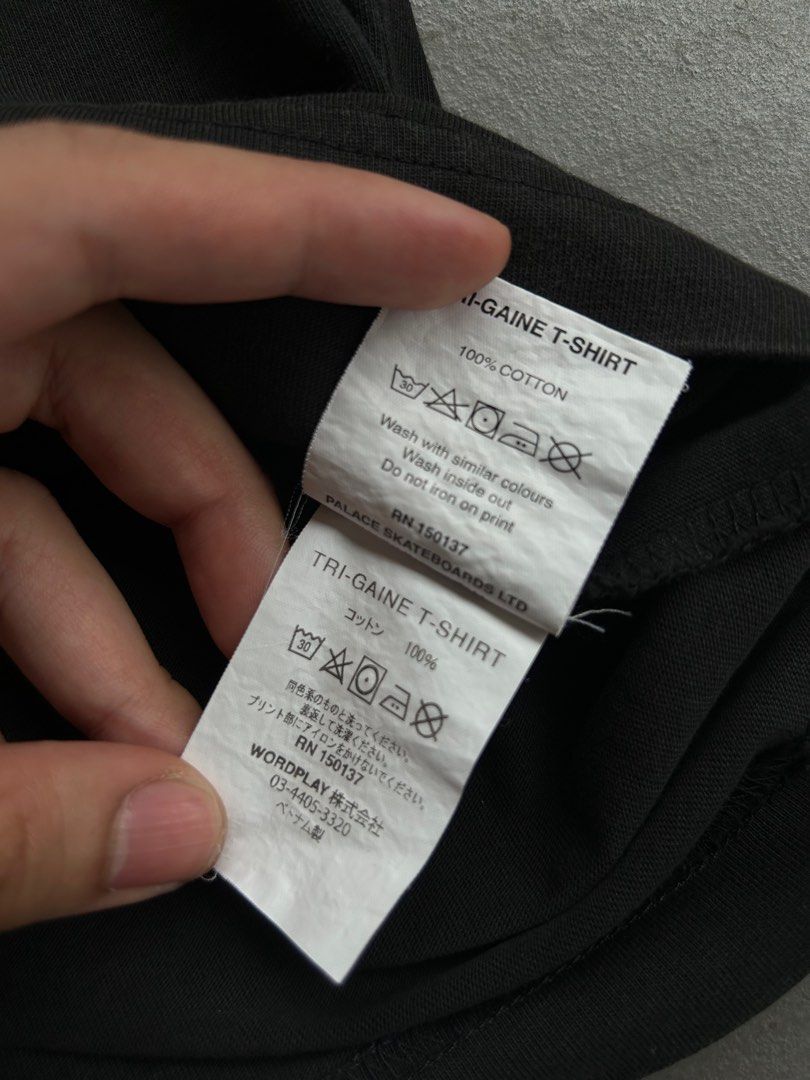 I-GAINE T-SHIRT
100% COTTON
30
Wash with similar colours
Wash inside out
Do not iron on print
RN 150137
PALACE SKATEBOARDS LTD
TRI-GAINE T-SHIRT
コットン 100%
30
同色系のものと洗ってください。
裏返して洗濯ください。
プリント部にアイロンをかけないでください。
RN 150137
WORDPLAY 株式会社
03-4405-3320
ベトナム製